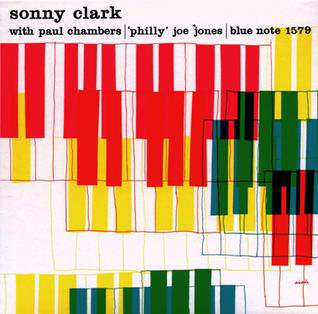 sonny clark
with paul chambers | 'philly' joe jones | blue note 1579